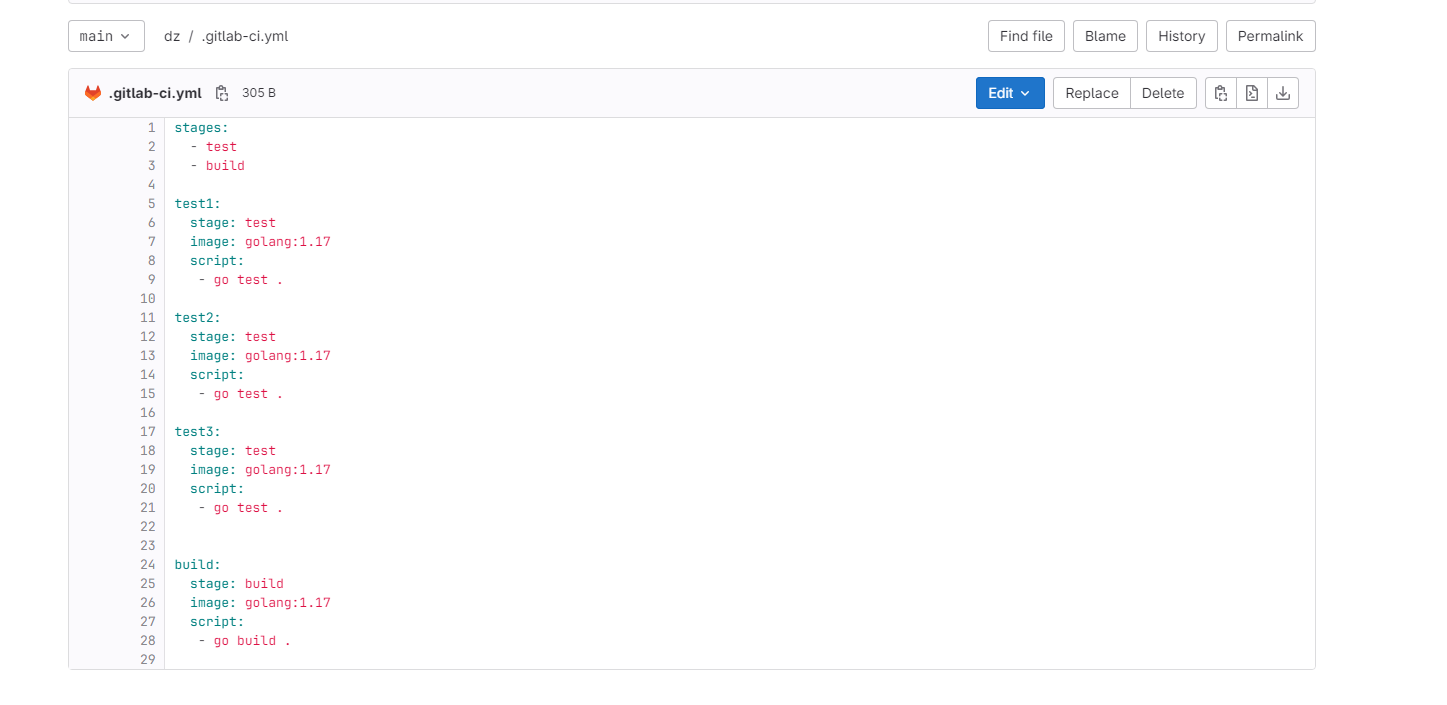 main dz / .gitlab-ci.yml Find file Blame History Permalink
.gitlab-ci.yml 305 B Edit Replace Delete
1 stages:
2   - test
3   - build
4
5 test1:
6   stage: test
7   image: golang:1.17
8   script:
9    - go test .
10
11 test2:
12   stage: test
13   image: golang:1.17
14   script:
15    - go test .
16
17 test3:
18   stage: test
19   image: golang:1.17
20   script:
21    - go test .
22
23
24 build:
25   stage: build
26   image: golang:1.17
27   script:
28    - go build .
29